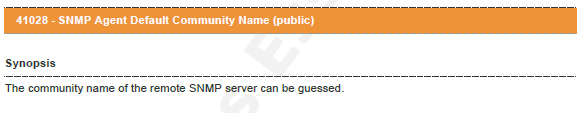 41028 - SNMP Agent Default Community Name (public)
Synopsis
The community name of the remote SNMP server can be guessed.